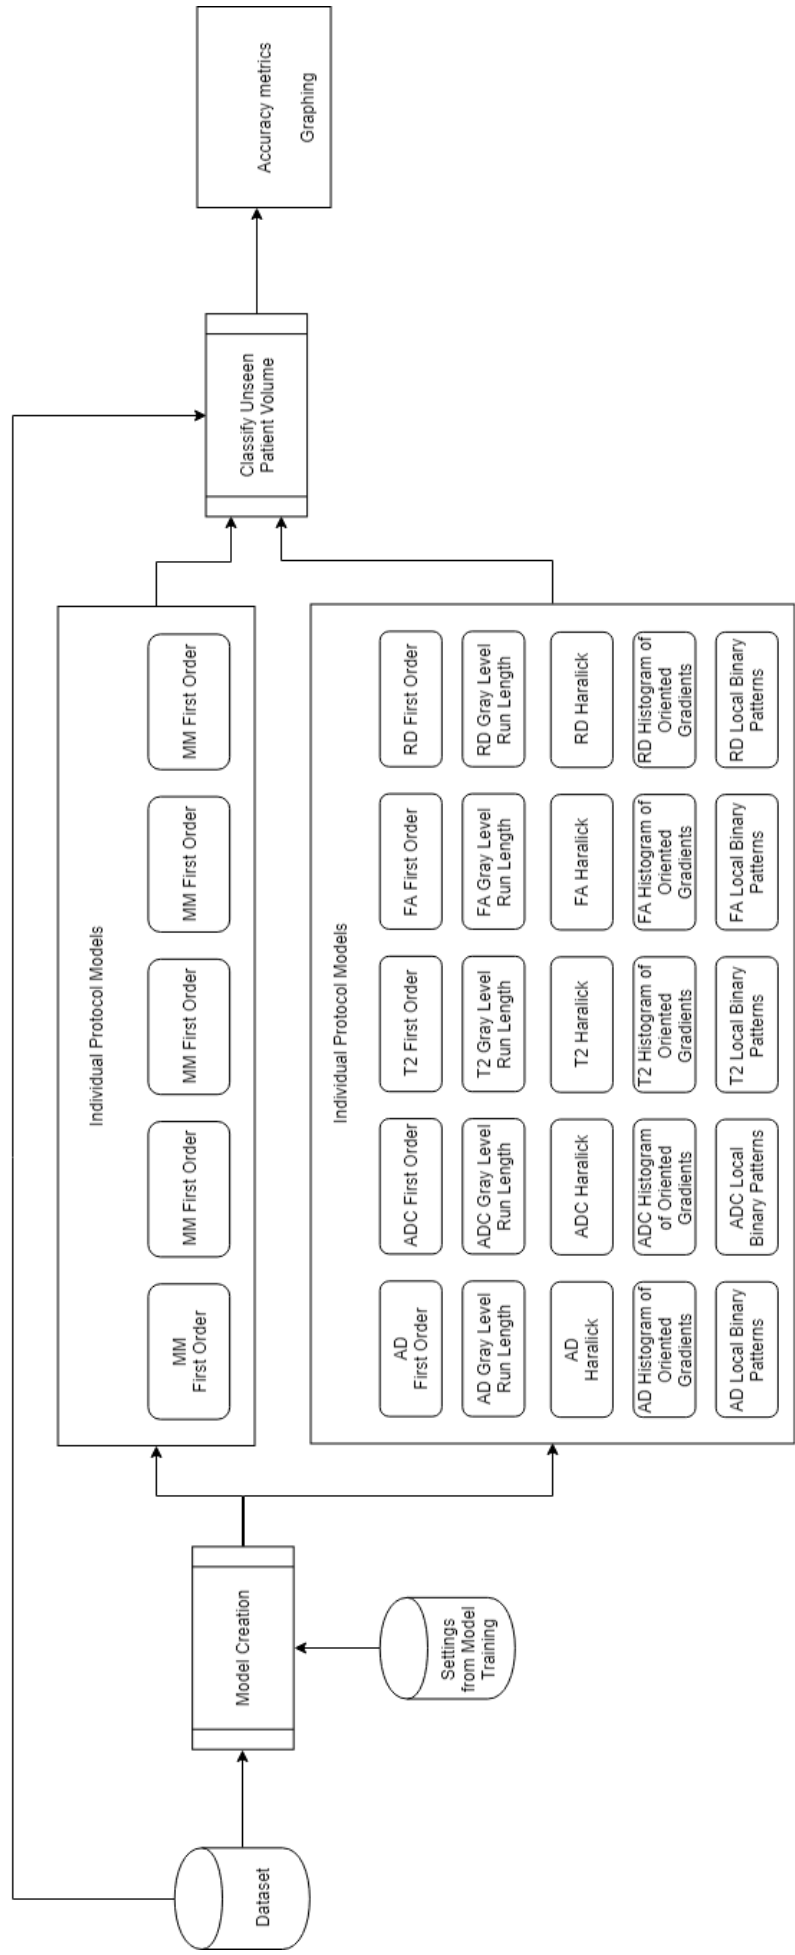 Dataset
Model Creation
Settings
from Model
Training
Individual Protocol Models
MM
First Order
MM First Order
MM First Order
MM First Order
MM First Order
Individual Protocol Models
AD
First Order
ADC First Order
T2 First Order
FA First Order
RD First Order
AD Gray Level
Run Length
ADC Gray Level
Run Length
T2 Gray Level
Run Length
FA Gray Level
Run Length
RD Gray Level
Run Length
AD
Haralick
ADC Haralick
T2 Haralick
FA Haralick
RD Haralick
AD Histogram of
Oriented
Gradients
ADC Histogram
of Oriented
Gradients
T2 Histogram of
Oriented
Gradients
FA Histogram of
Oriented
Gradients
RD Histogram of
Oriented
Gradients
AD Local Binary
Patterns
ADC Local
Binary Patterns
T2 Local Binary
Patterns
FA Local Binary
Patterns
RD Local Binary
Patterns
Classify Unseen
Patient Volume
Accuracy metrics
Graphing